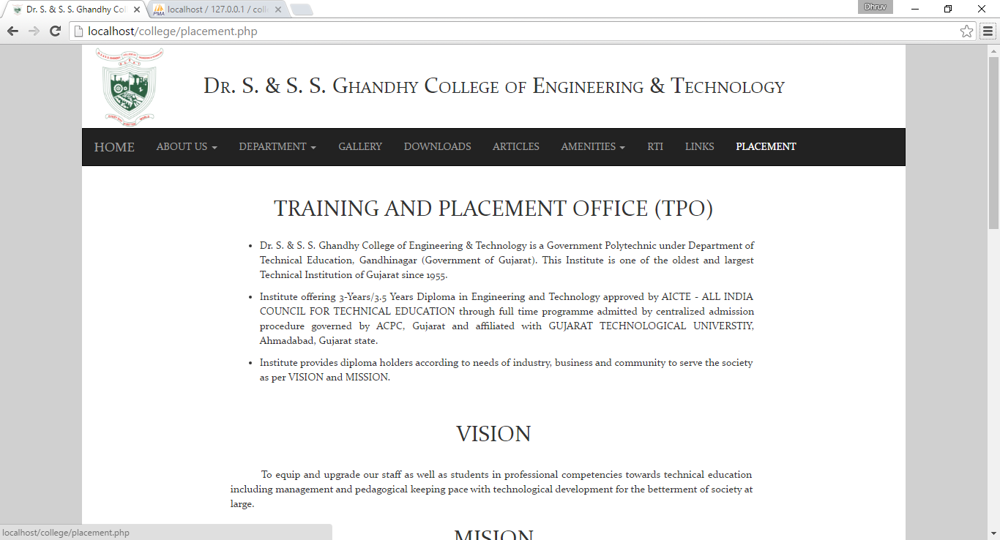 Dr. S. & S. S. Ghandhy Col
localhost / 127.0.0.1 / coll
Dhruv
localhost/college/placement.php
Dr. S. & S. S. Ghandhy College of Engineering & Technology
HOME ABOUT US DEPARTMENT GALLERY DOWNLOADS ARTICLES AMENITIES RTI LINKS PLACEMENT
TRAINING AND PLACEMENT OFFICE (TPO)
• Dr. S. & S. S. Ghandhy College of Engineering & Technology is a Government Polytechnic under Department of
Technical Education, Gandhinagar (Government of Gujarat). This Institute is one of the oldest and largest
Technical Institution of Gujarat since 1955.
• Institute offering 3-Years/3.5 Years Diploma in Engineering and Technology approved by AICTE - ALL INDIA
COUNCIL FOR TECHNICAL EDUCATION through full time programme admitted by centralized admission
procedure governed by ACPC, Gujarat and affiliated with GUJARAT TECHNOLOGICAL UNIVERSTIY,
Ahmadabad, Gujarat state.
• Institute provides diploma holders according to needs of industry, business and community to serve the society
as per VISION and MISSION.
VISION
To equip and upgrade our staff as well as students in professional competencies towards technical education
including management and pedagogical keeping pace with technological development for the betterment of society at
large.
MISION
localhost/college/placement.php